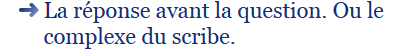 ➔ La réponse avant la question. Ou le
complexe du scribe.